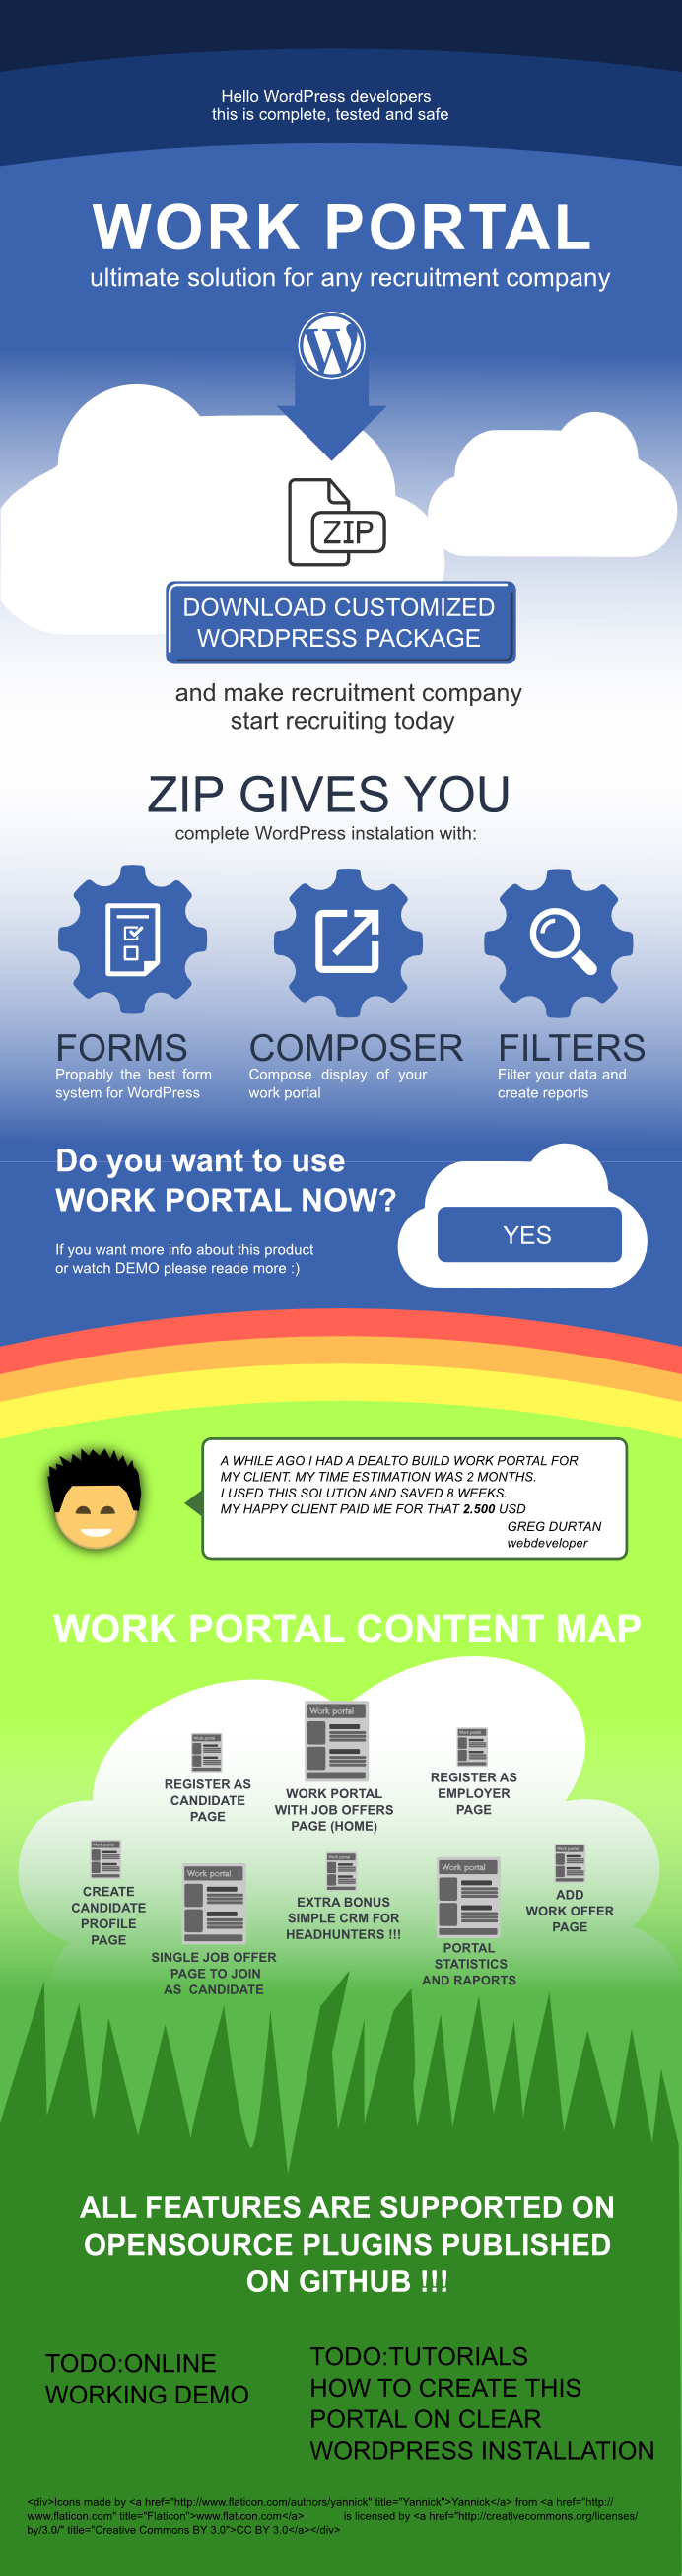 Hello WordPress developers
this is complete, tested and safe
WORK PORTAL
ultimate solution for any recruitment company
ZIP
DOWNLOAD CUSTOMIZED
WORDPRESS PACKAGE
and make recruitment company
start recruiting today
ZIP GIVES YOU
complete WordPress instalation with:
FORMS
Propably the best form
system for WordPress
COMPOSER
Compose display of your
work portal
FILTERS
Filter your data and
create reports
Do you want to use
WORK PORTAL NOW?
YES
If you want more info about this product
or watch DEMO please reade more :)
A WHILE AGO I HAD A DEALTO BUILD WORK PORTAL FOR
MY CLIENT. MY TIME ESTIMATION WAS 2 MONTHS.
I USED THIS SOLUTION AND SAVED 8 WEEKS.
MY HAPPY CLIENT PAID ME FOR THAT 2.500 USD
GREG DURTAN
webdeveloper
WORK PORTAL CONTENT MAP
Work portal
REGISTER AS
CANDIDATE
PAGE
Work portal
WORK PORTAL
WITH JOB OFFERS
PAGE (HOME)
Work portal
REGISTER AS
EMPLOYER
PAGE
Work portal
CREATE
CANDIDATE
PROFILE
PAGE
Work portal
SINGLE JOB OFFER
PAGE TO JOIN
AS CANDIDATE
Work portal
EXTRA BONUS
SIMPLE CRM FOR
HEADHUNTERS !!!
Work portal
PORTAL
STATISTICS
AND RAPORTS
Work portal
ADD
WORK OFFER
PAGE
ALL FEATURES ARE SUPPORTED ON
OPENSOURCE PLUGINS PUBLISHED
ON GITHUB !!!
TODO:ONLINE
WORKING DEMO
TODO:TUTORIALS
HOW TO CREATE THIS
PORTAL ON CLEAR
WORDPRESS INSTALLATION
<div>Icons made by <a href="http://www.flaticon.com/authors/yannick" title="Yannick">Yannick</a> from <a href="http://
www.flaticon.com" title="Flaticon">www.flaticon.com</a> is licensed by <a href="http://creativecommons.org/licenses/
by/3.0/" title="Creative Commons BY 3.0">CC BY 3.0</a></div>